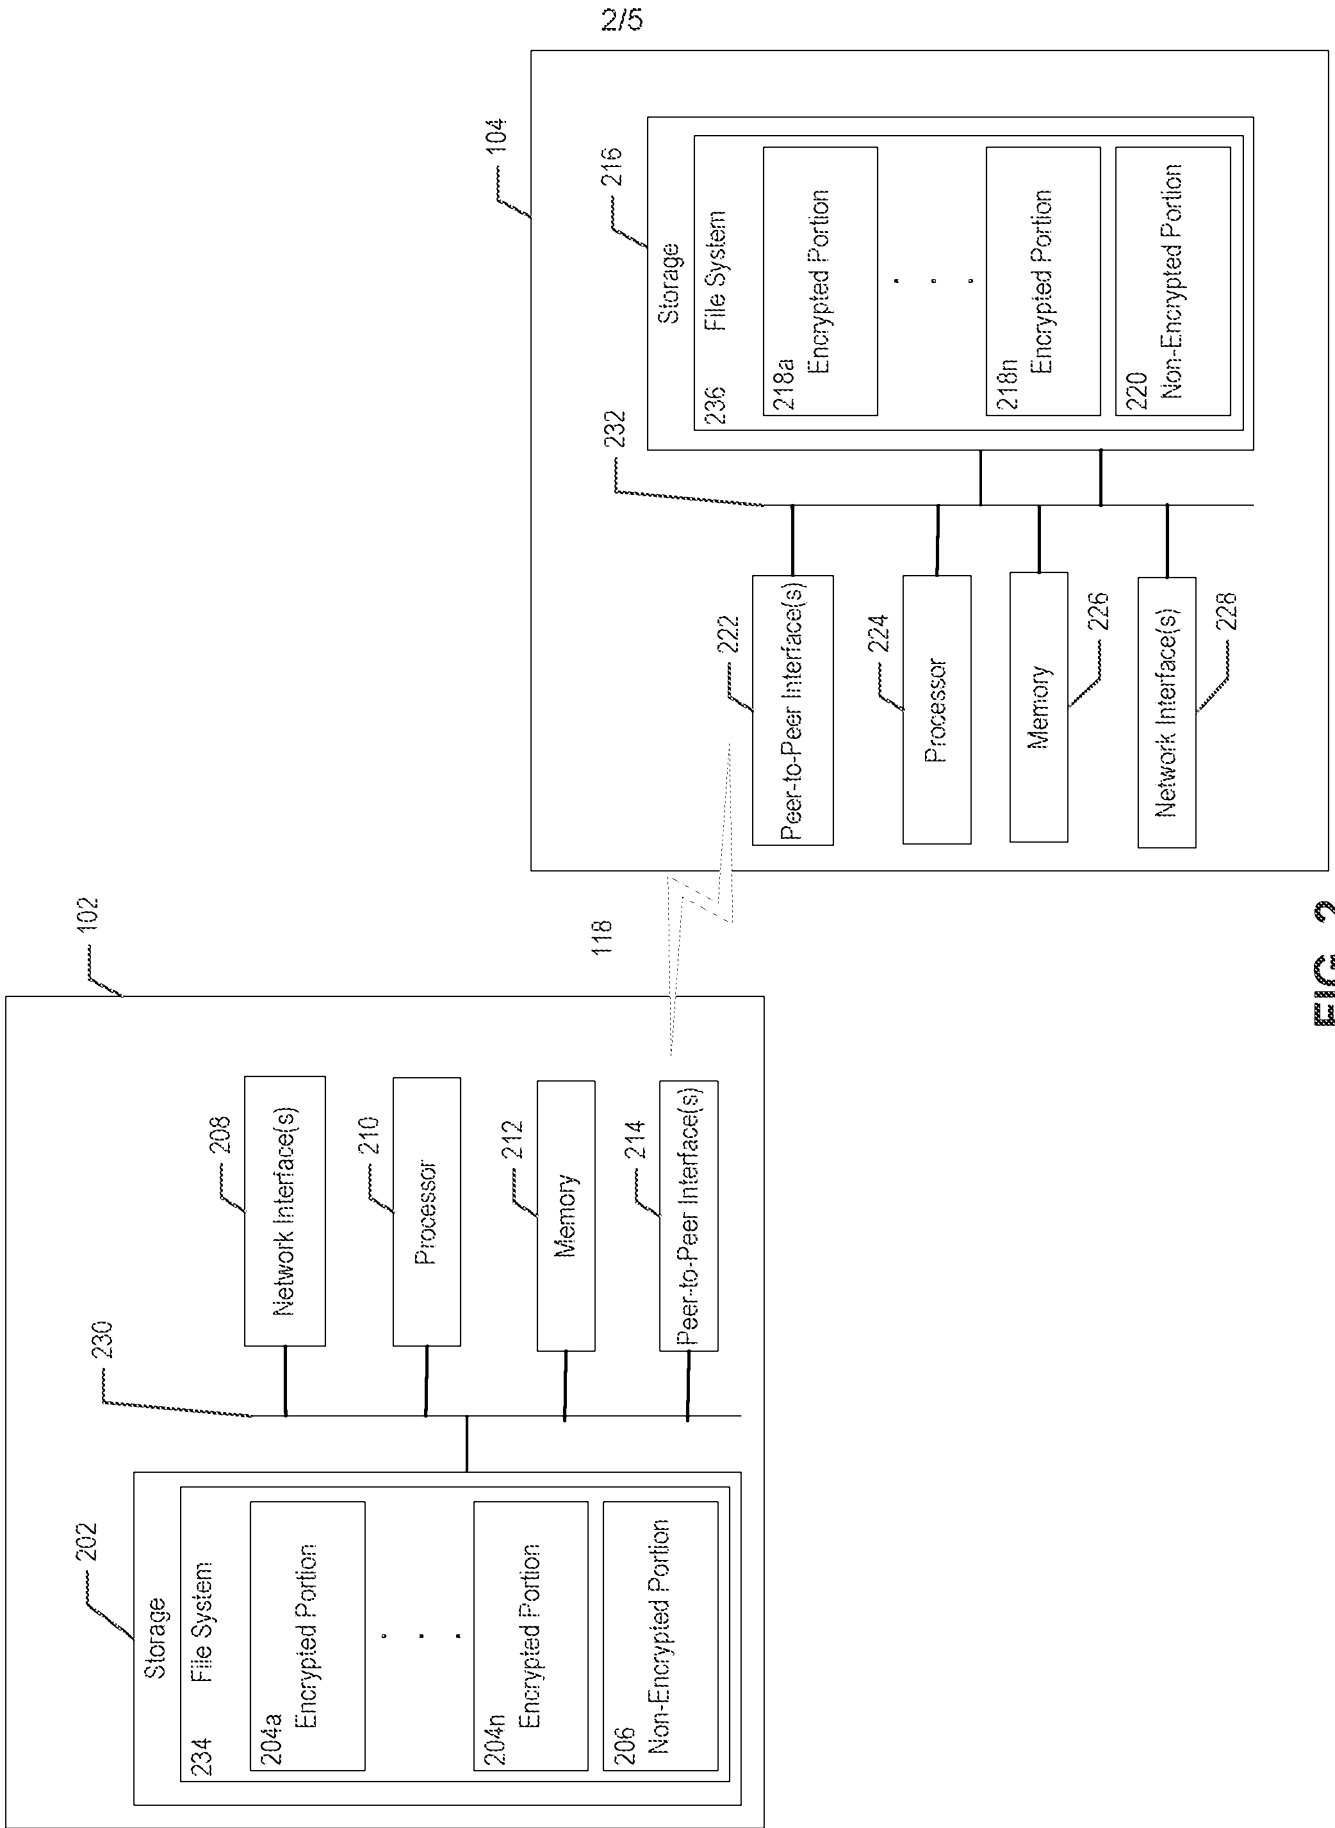 2/5
102
202
Storage
234
File System
204a
Encrypted Portion
. . .
204n
Encrypted Portion
206
Non-Encrypted Portion
230
208
Network Interface(s)
210
Processor
212
Memory
214
Peer-to-Peer Interface(s)
118
104
222
Peer-to-Peer Interface(s)
224
Processor
Memory
226
Network Interface(s)
228
232
216
Storage
236
File System
218a
Encrypted Portion
. . .
218n
Encrypted Portion
220
Non-Encrypted Portion
FIG. 2